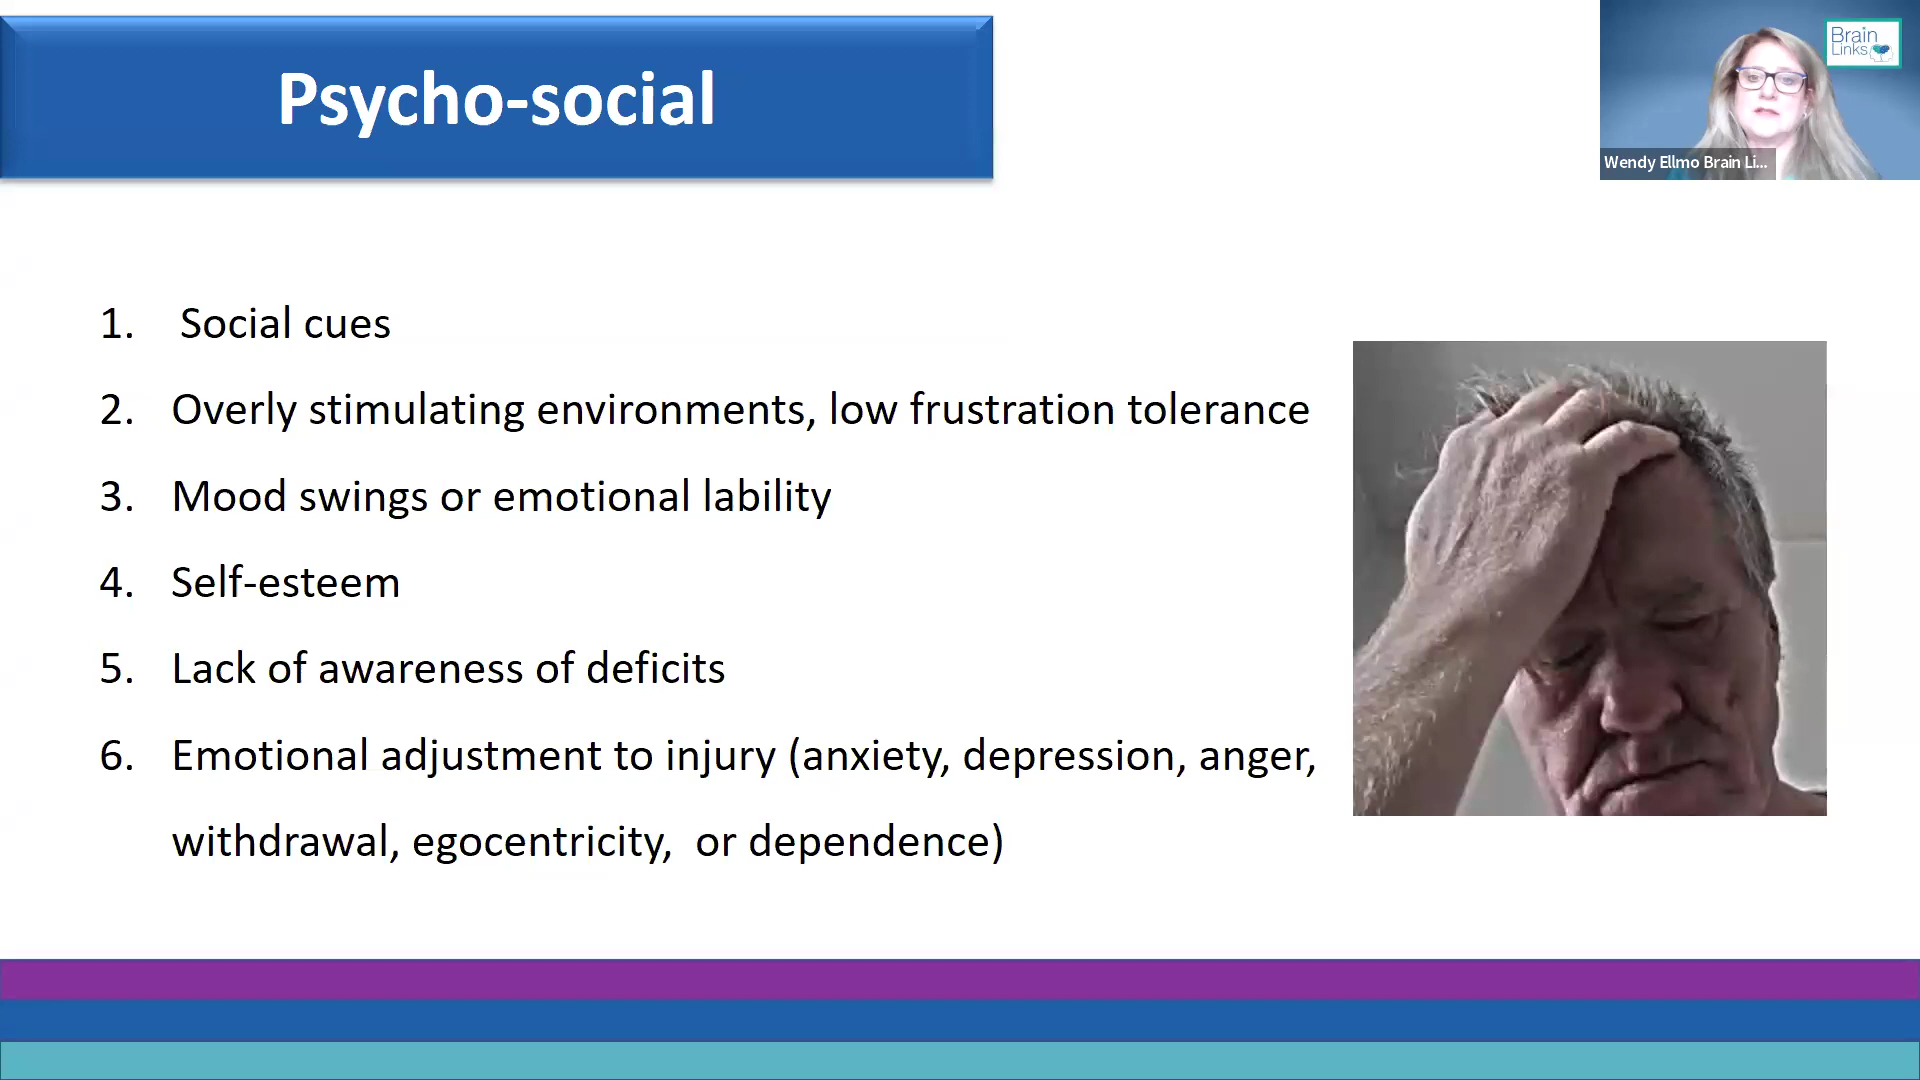 Psycho-social
Brain
Links
Wendy Ellmo Brain Li...
1. Social cues
2. Overly stimulating environments, low frustration tolerance
3. Mood swings or emotional lability
4. Self-esteem
5. Lack of awareness of deficits
6. Emotional adjustment to injury (anxiety, depression, anger,
withdrawal, egocentricity,  or dependence)